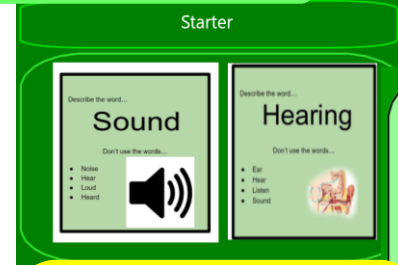 Starter
Describe the word...
Sound
Don't use the words...
Noise
Hear
Loud
Heard
Describe the word...
Hearing
Don't use the words...
Ear
Hear
Listen
Sound